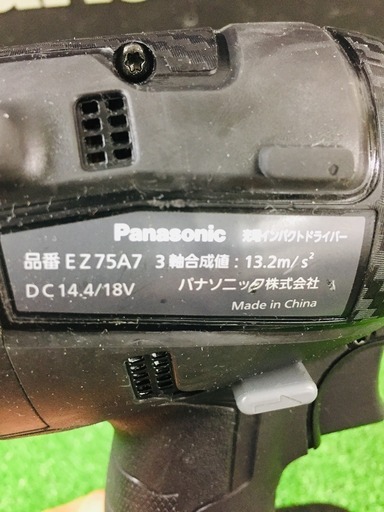 Panasonic 充電インパクトドライバー
品番 EZ75A7 3軸合成値:13.2m/s²
DC14.4/18V パナソニック株式会社
Made in China